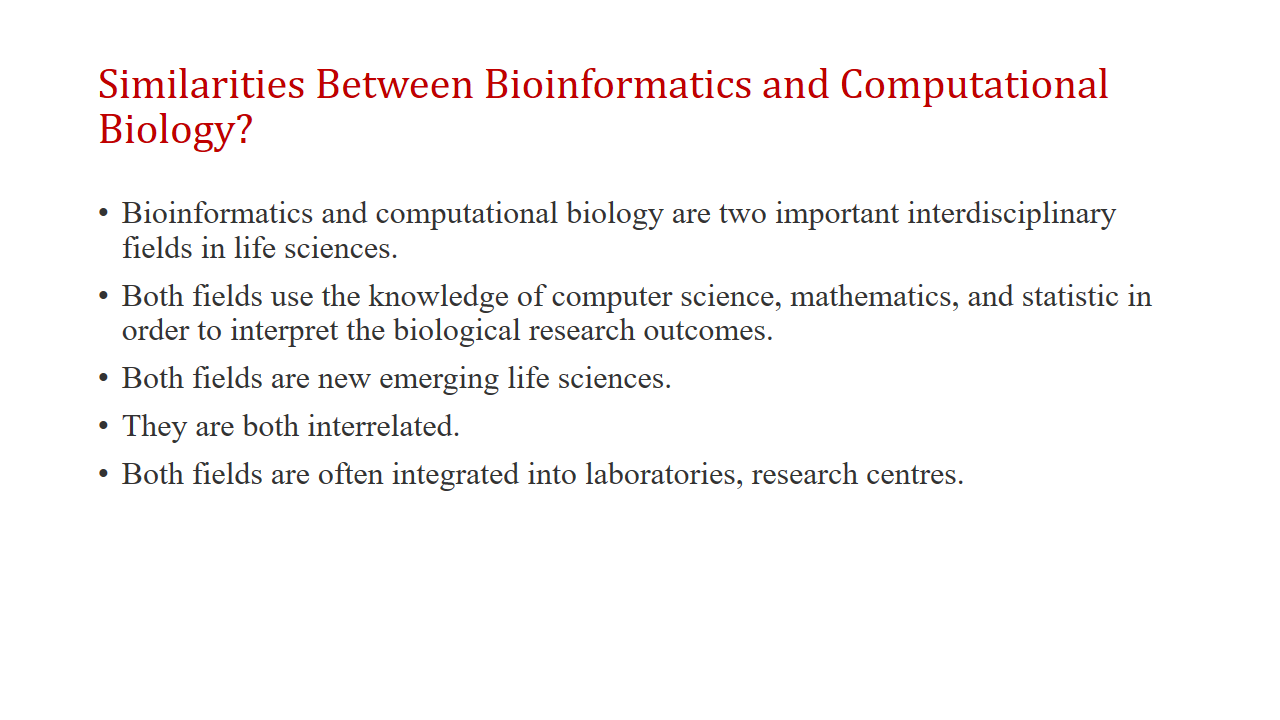 Similarities Between Bioinformatics and Computational
Biology?
• Bioinformatics and computational biology are two important interdisciplinary
fields in life sciences.
• Both fields use the knowledge of computer science, mathematics, and statistic in
order to interpret the biological research outcomes.
• Both fields are new emerging life sciences.
• They are both interrelated.
• Both fields are often integrated into laboratories, research centres.